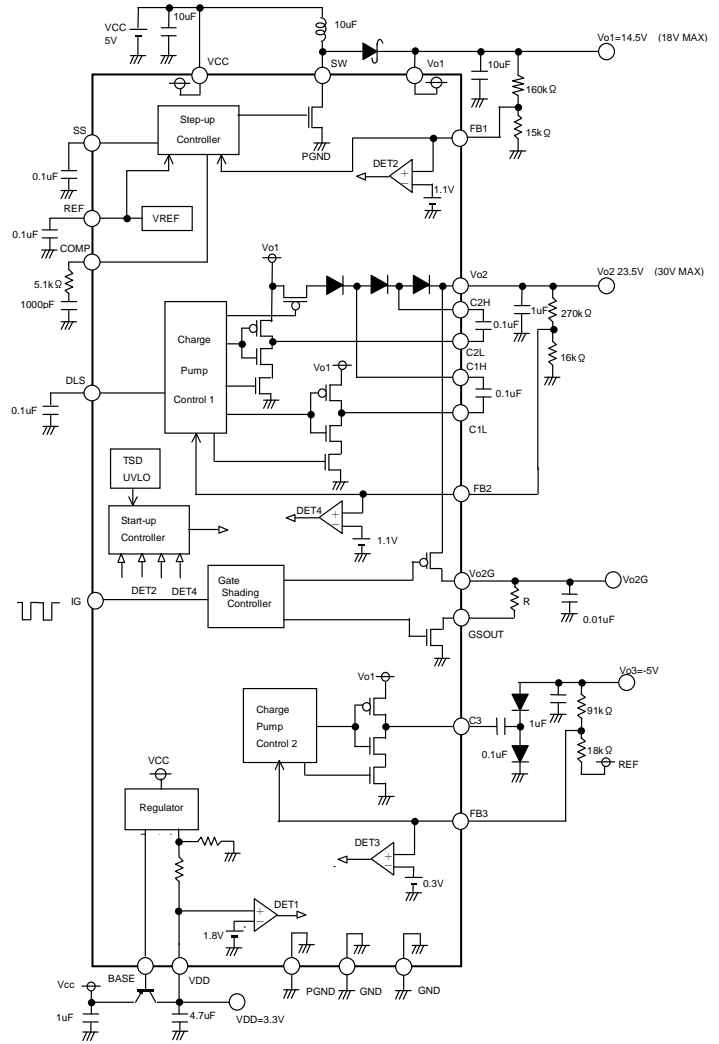 VCC
5V
10uF
10uF
Vo1=14.5V (18V MAX)
VCC
SW
Vo1
10uF
160kΩ
15kΩ
SS
Step-up
Controller
PGND
FB1
DET2
+
−
1.1V
0.1uF
REF
VREF
0.1uF
COMP
5.1kΩ
1000pF
Vo1
Vo2
Vo2 23.5V (30V MAX)
C2H
1uF
270kΩ
0.1uF
16kΩ
C2L
C1H
0.1uF
C1L
Charge
Pump
Control 1
Vo1
DLS
0.1uF
TSD
UVLO
Start-up
Controller
DET2 DET4
FB2
DET4
+
−
1.1V
IG
Gate
Shading
Controller
Vo2G
Vo2G
R
0.01uF
GSOUT
Vo1
Charge
Pump
Control 2
C3
Vo3=-5V
1uF
91kΩ
0.1uF
18kΩ
REF
FB3
VCC
Regulator
DET3
+
−
0.3V
DET1
+
−
1.8V
BASE
VDD
PGND
GND
GND
Vcc
1uF
4.7uF
VDD=3.3V